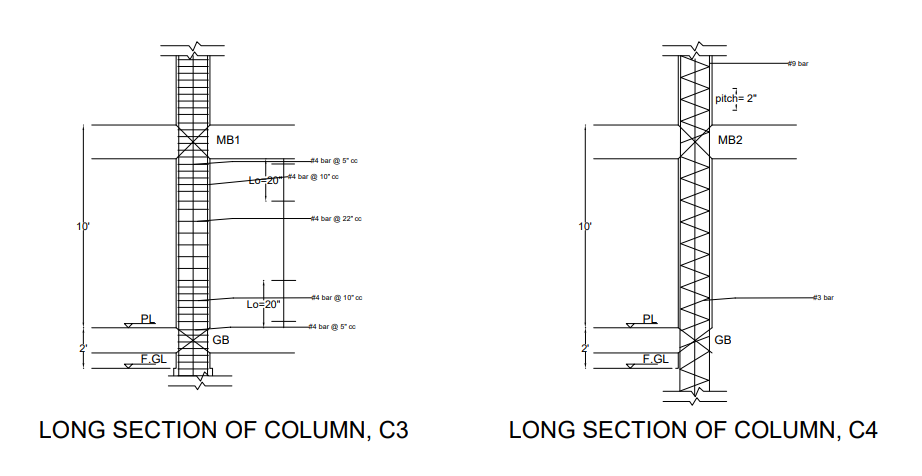 MB1
#4 bar @ 5" cc
#4 bar @ 10" cc
Lo=20"
#4 bar @ 22" cc
10'
#4 bar @ 10" cc
Lo=20"
PL
#4 bar @ 5" cc
GB
2'
F.GL
LONG SECTION OF COLUMN, C3
#9 bar
pitch= 2"
MB2
10'
#3 bar
PL
GB
2'
F.GL
LONG SECTION OF COLUMN, C4